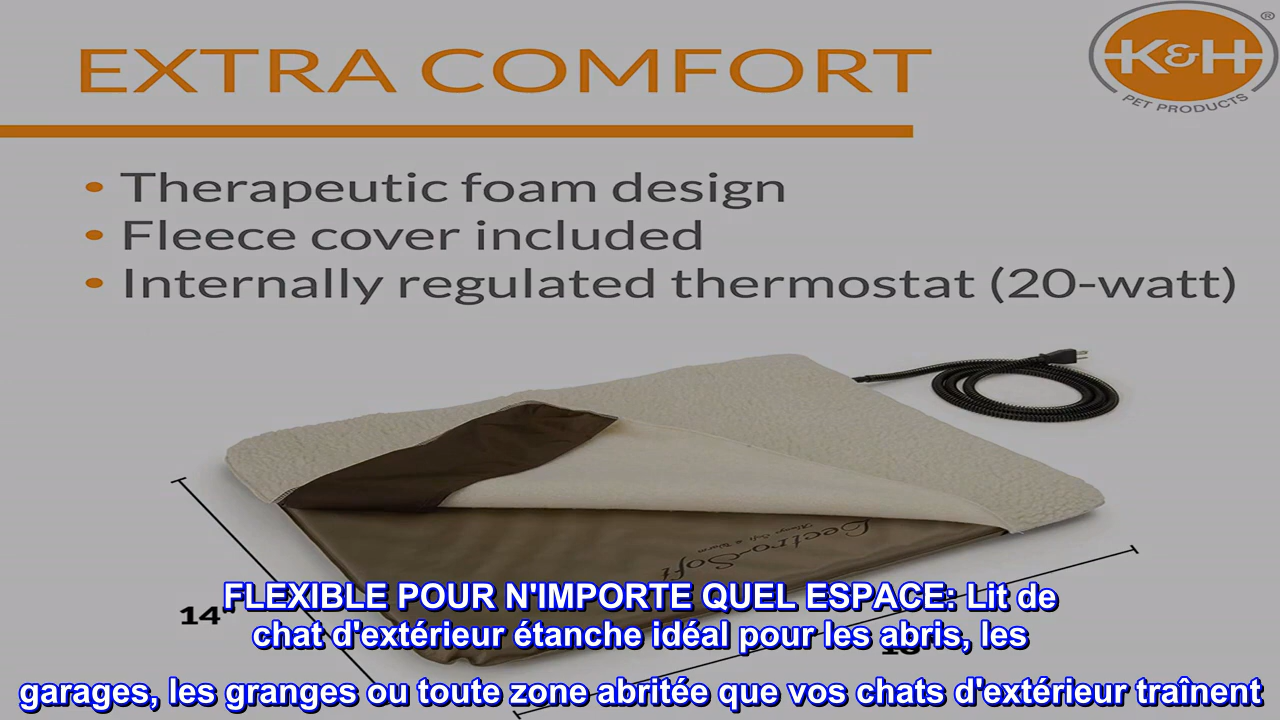 EXTRA COMFORT
K&H®
PET PRODUCTS
• Therapeutic foam design
• Fleece cover included
• Internally regulated thermostat (20-watt)
Lectro-Soft
14"
FLEXIBLE POUR N'IMPORTE QUEL ESPACE: Lit de
chat d'extérieur étanche idéal pour les abris, les
garages, les granges ou toute zone abritée que vos chats d'extérieur traînent